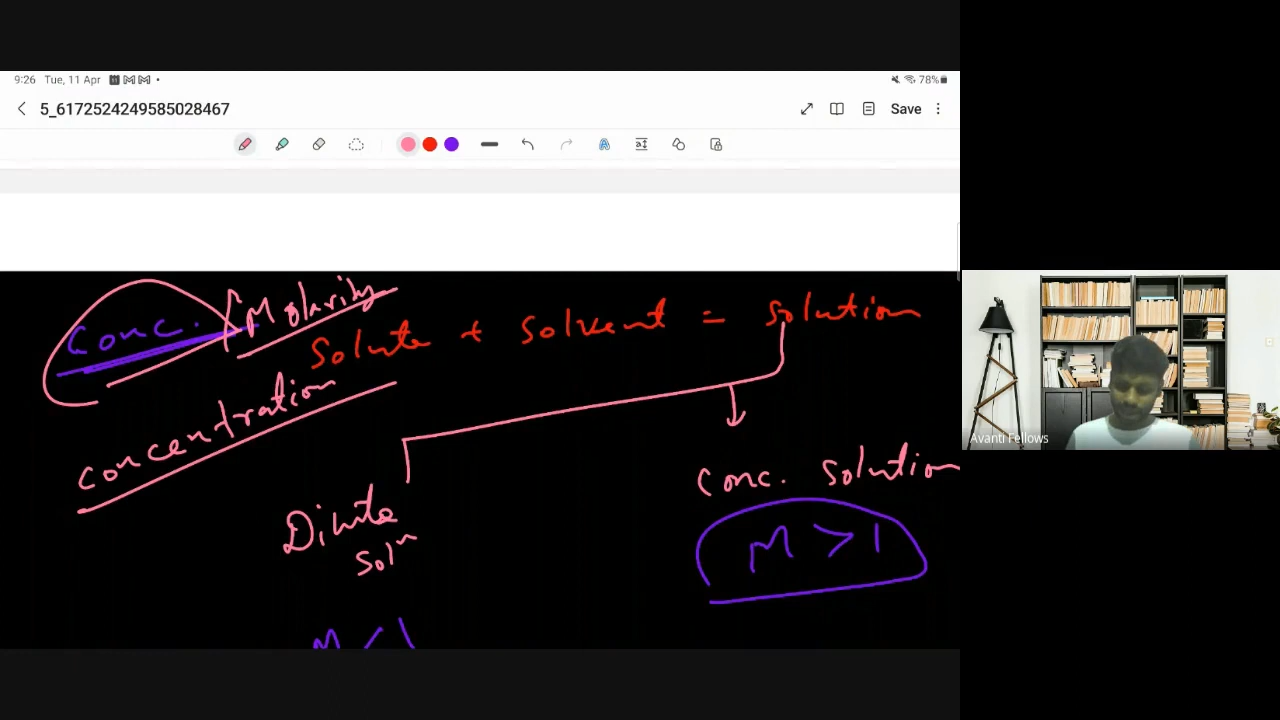 9:26 Tue, 11 Apr
78%
5_6172524249585028467
Save
Conc. { Molarity
Solute + Solvent = Solution
concentration
Dilute
solⁿ
Conc. Solution
M > 1
M < 1
Avanti Fellows